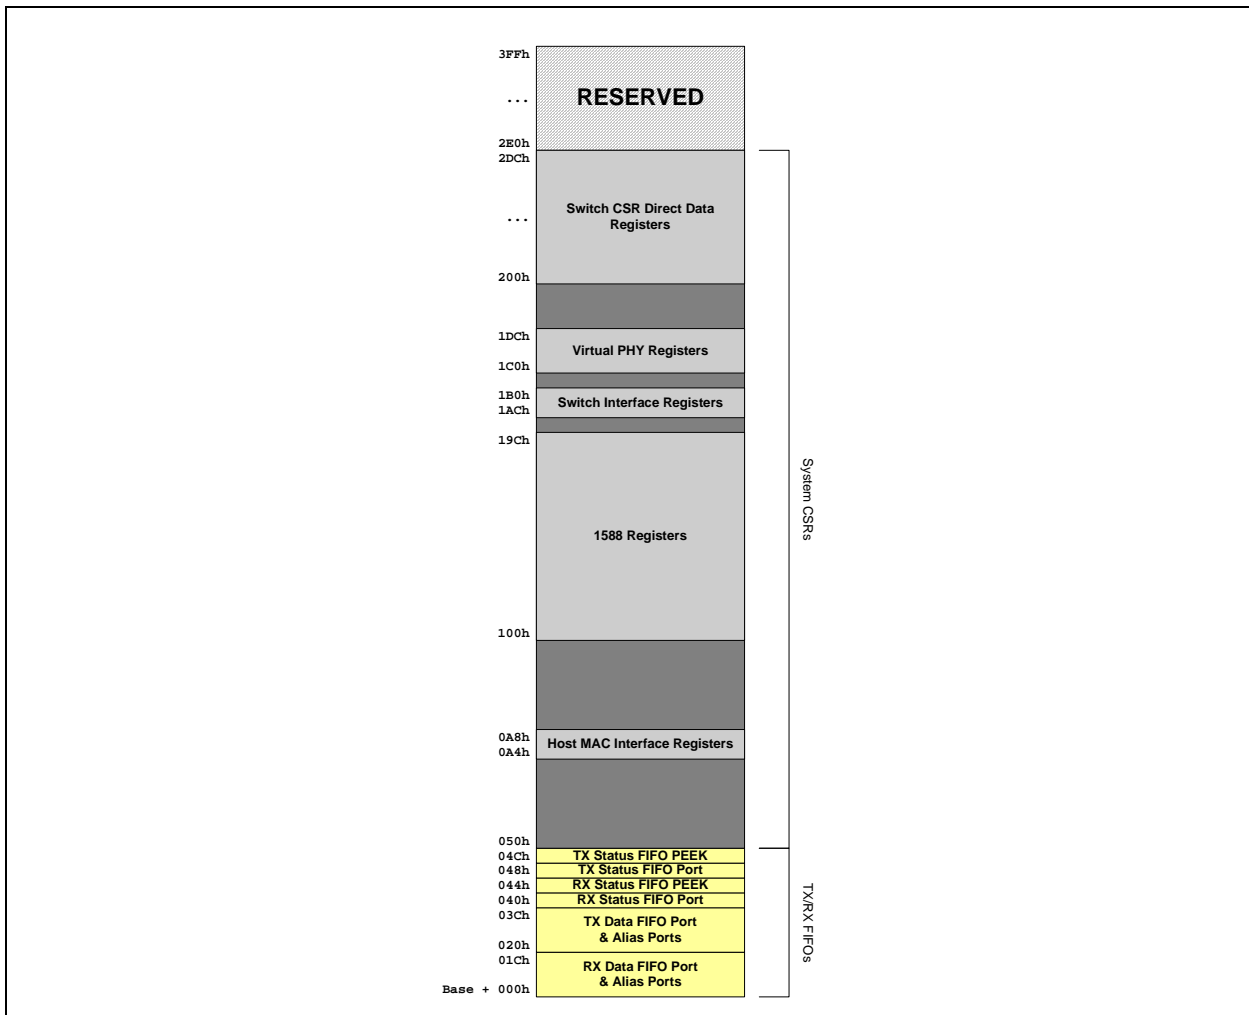 3FFh
RESERVED
...
2E0h
2DCh
Switch CSR Direct Data
Registers
...
200h
1DCh
Virtual PHY Registers
1C0h
1B0h
Switch Interface Registers
1ACh
19Ch
System CSRs
1588 Registers
100h
0A8h
Host MAC Interface Registers
0A4h
050h
04Ch TX Status FIFO PEEK
048h TX Status FIFO Port
044h RX Status FIFO PEEK
040h RX Status FIFO Port
03Ch
TX Data FIFO Port
& Alias Ports
020h
TX/RX FIFOs
01Ch
RX Data FIFO Port
& Alias Ports
Base + 000h